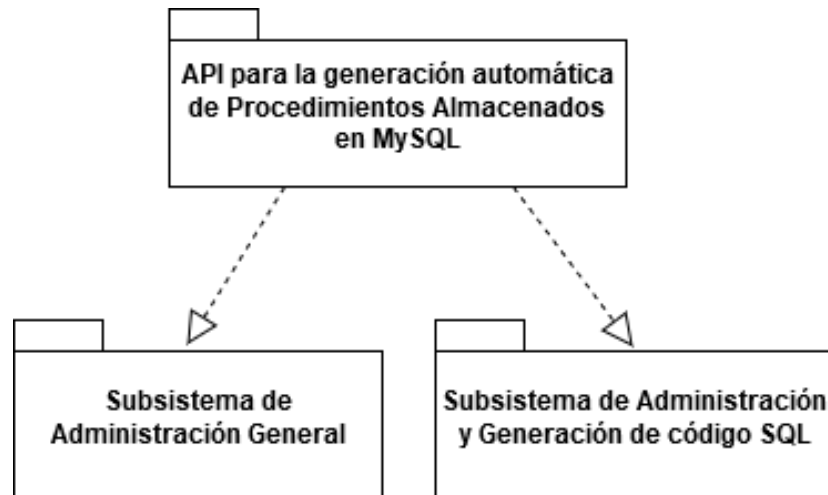 API para la generación automática
de Procedimientos Almacenados
en MySQL
Subsistema de
Administración General
Subsistema de Administración
y Generación de código SQL